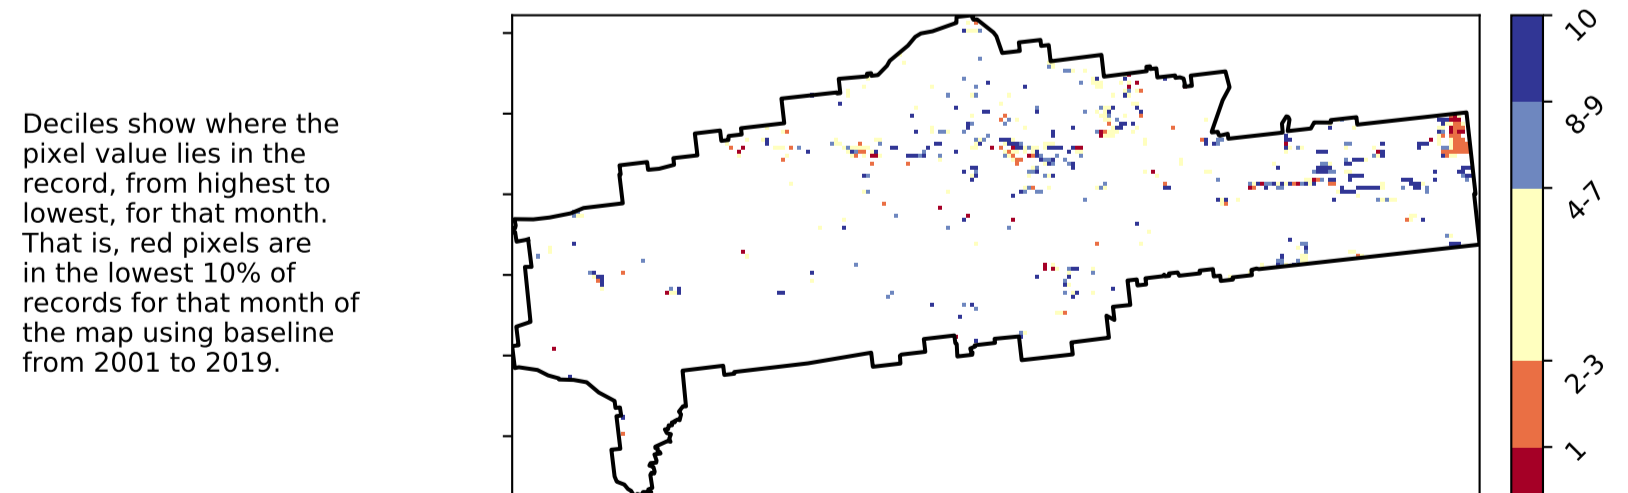 Deciles show where the
pixel value lies in the
record, from highest to
lowest, for that month.
That is, red pixels are
in the lowest 10% of
records for that month of
the map using baseline
from 2001 to 2019.
10
8-9
4-7
2-3
1